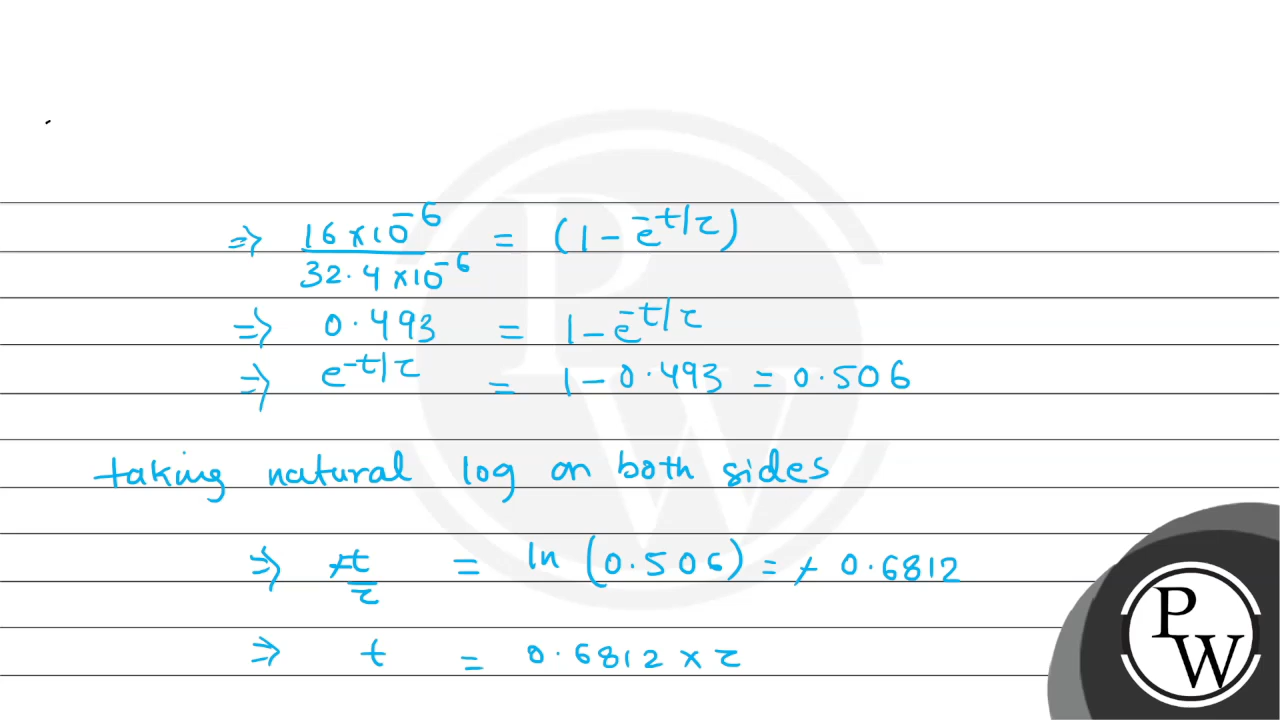 ⇒ 16×10⁻⁶/32.4×10⁻⁶ = (1 - e^-t/τ)
⇒ 0.493 = 1 - e^-t/τ
⇒ e^-t/τ = 1 - 0.493 = 0.506
taking natural log on both sides
⇒ -t/τ = ln (0.506) = - 0.6812
⇒ t = 0.6812 × τ
P
W
P
W